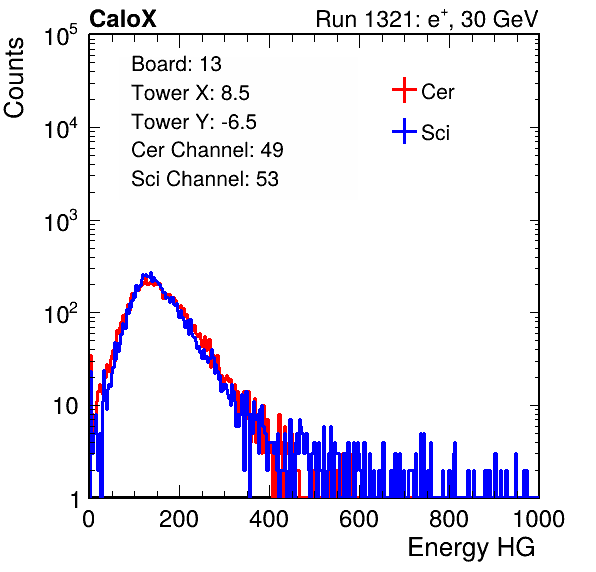 CaloX
Run 1321: e+, 30 GeV
Counts
10^5
10^4
10^3
10^2
10
1
Board: 13
Tower X: 8.5
Tower Y: -6.5
Cer Channel: 49
Sci Channel: 53
Cer
Sci
0 200 400 600 800 1000
Energy HG